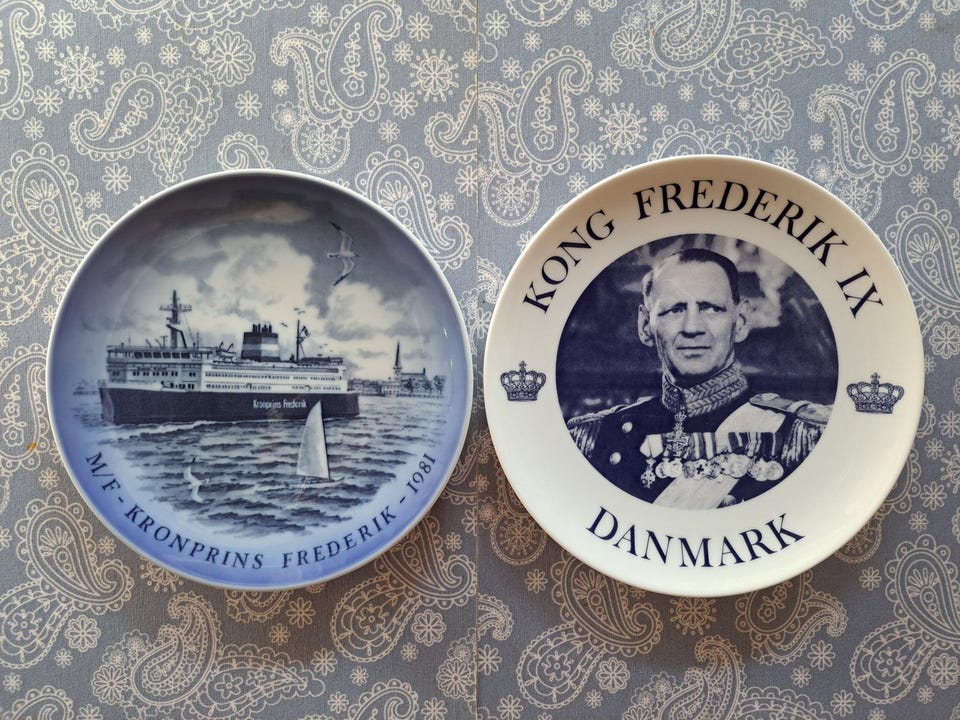 Kronprins Frederik
M/F - KRONPRINS FREDERIK - 1981
KONG FREDERIK IX
DANMARK